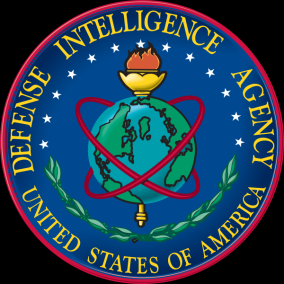 DEFENSE INTELLIGENCE AGENCY
UNITED STATES OF AMERICA